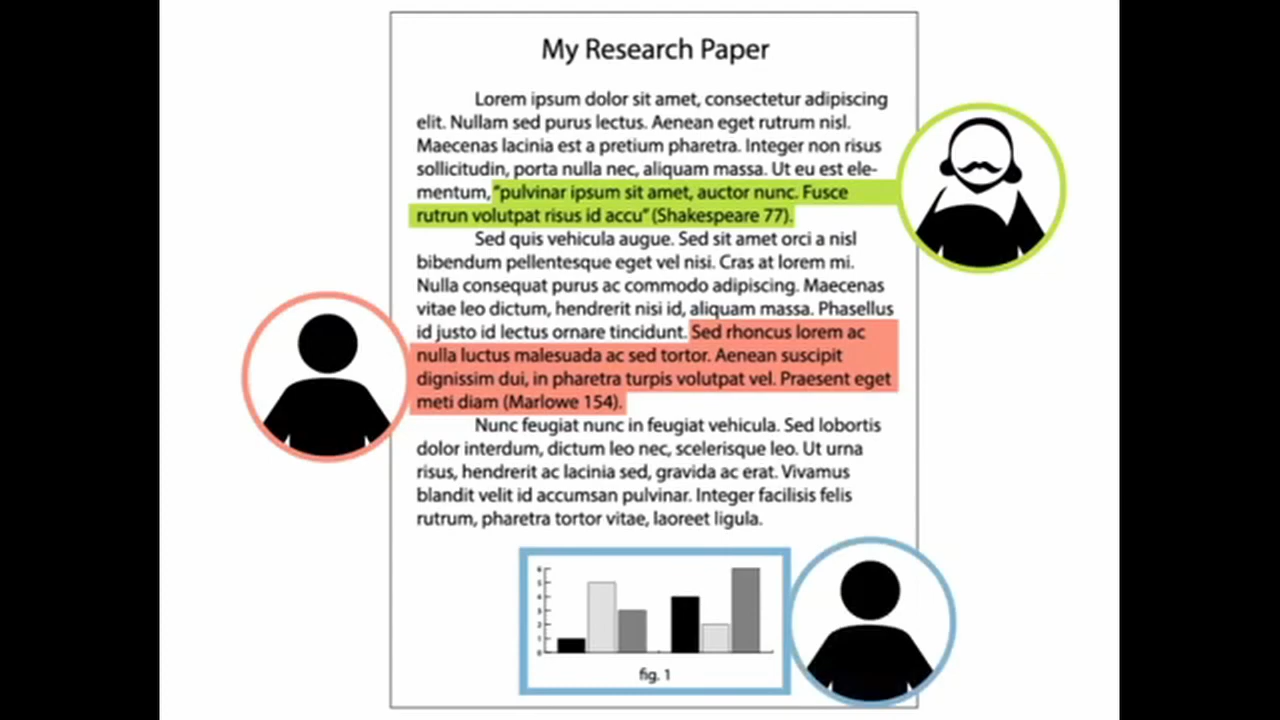 My Research Paper
Lorem ipsum dolor sit amet, consectetur adipiscing
elit. Nullam sed purus lectus. Aenean eget rutrum nisl.
Maecenas lacinia est a pretium pharetra. Integer non risus
sollicitudin, porta nulla nec, aliquam massa. Ut eu est ele-
mentum, "pulvinar ipsum sit amet, auctor nunc. Fusce
rutrun volutpat risus id accu" (Shakespeare 77).
Sed quis vehicula augue. Sed sit amet orci a nisl
bibendum pellentesque eget vel nisi. Cras at lorem mi.
Nulla consequat purus ac commodo adipiscing. Maecenas
vitae leo dictum, hendrerit nisi id, aliquam massa. Phasellus
id justo id lectus ornare tincidunt. Sed rhoncus lorem ac
nulla luctus malesuada ac sed tortor. Aenean suscipit
dignissim dui, in pharetra turpis volutpat vel. Praesent eget
meti diam (Marlowe 154).
Nunc feugiat nunc in feugiat vehicula. Sed lobortis
dolor interdum, dictum leo nec, scelerisque leo. Ut urna
risus, hendrerit ac lacinia sed, gravida ac erat. Vivamus
blandit velit id accumsan pulvinar. Integer facilisis felis
rutrum, pharetra tortor vitae, laoreet ligula.
6
5
4
3
2
1
0
fig. 1